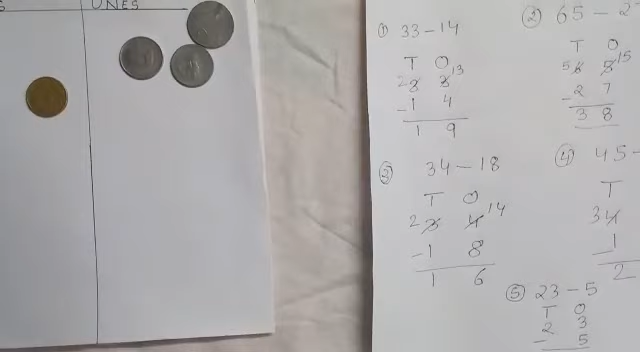 ONES
① 33-14
T O
2 3 3 13
-1 4
1 9
② 65-2
T O
5 6 5 15
-2 7
3 8
③ 34-18
T O
2 3 4 14
-1 8
1 6
④ 45-
T
3 4
-1
2
⑤ 23-5
T O
2 3
- 5